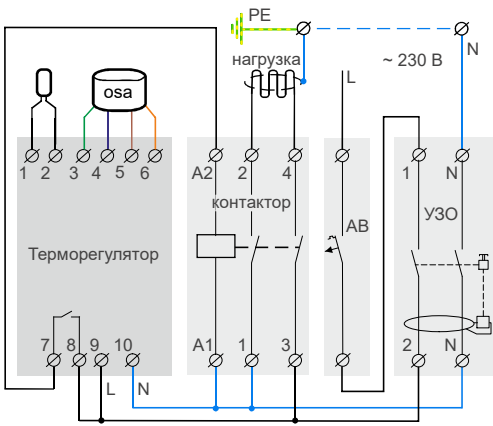 PE
N
нагрузка
~ 230 В
L
osa
1 2 3 4 5 6
A2 2 4
1 N
контактор
АВ
УЗО
Терморегулятор
7 8 9 10
A1 1 3
2 N
L N